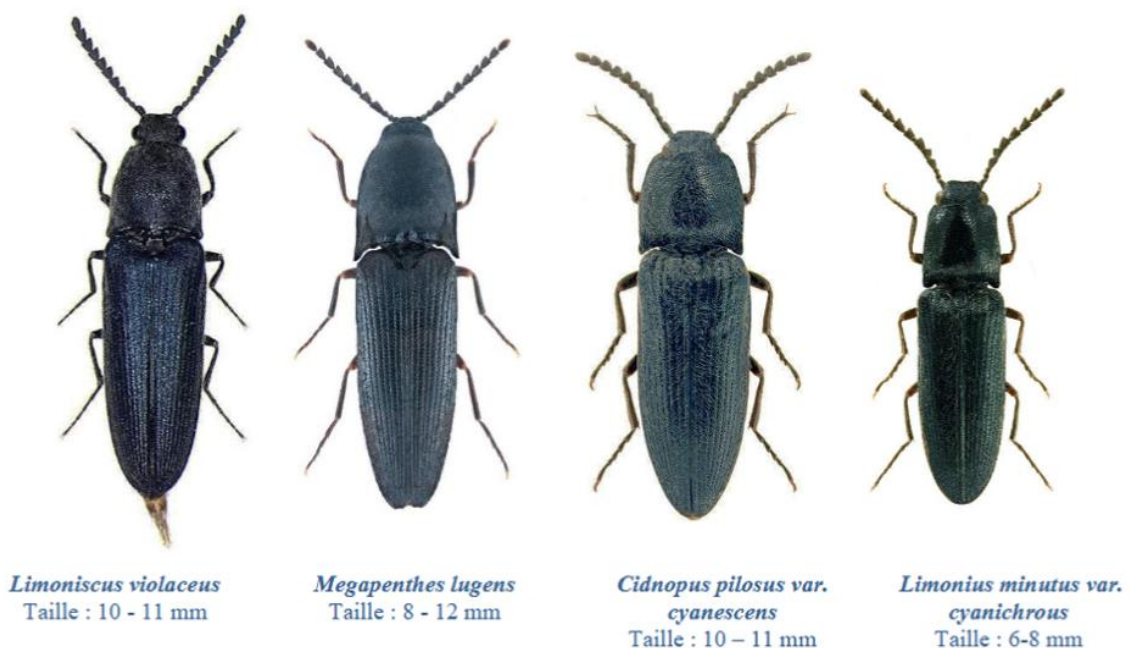 Limoniscus violaceus
Taille : 10 - 11 mm
Megapenthes lugens
Taille : 8 - 12 mm
Cidnopus pilosus var.
cyanescens
Taille : 10 – 11 mm
Limonius minutus var.
cyanichrous
Taille : 6-8 mm